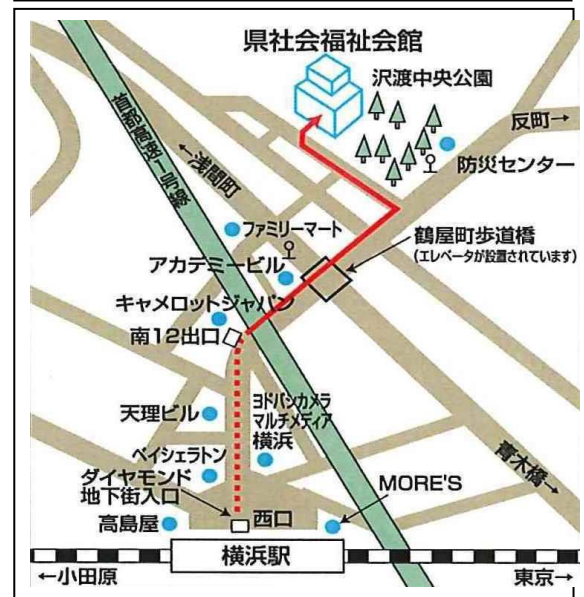 県社会福祉会館
沢渡中央公園
反町→
首都高速1号線
←浅間町
防災センター
ファミリーマート
鶴屋町歩道橋
(エレベータが設置されています)
アカデミービル
キャメロットジャパン
南12出口
天理ビル
ヨドバシカメラ
マルチメディア
横浜
ベイシェラトン
青木橋→
ダイヤモンド
地下街入口
MORE'S
高島屋
西口
横浜駅
←小田原
東京→